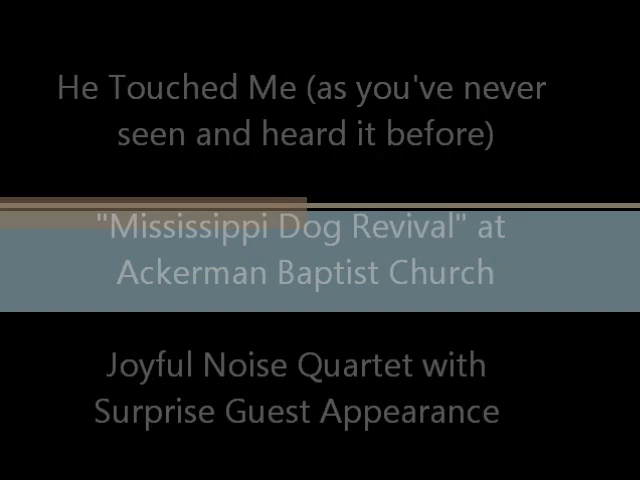 He Touched Me (as you've never
seen and heard it before)
"Mississippi Dog Revival" at
Ackerman Baptist Church
Joyful Noise Quartet with
Surprise Guest Appearance